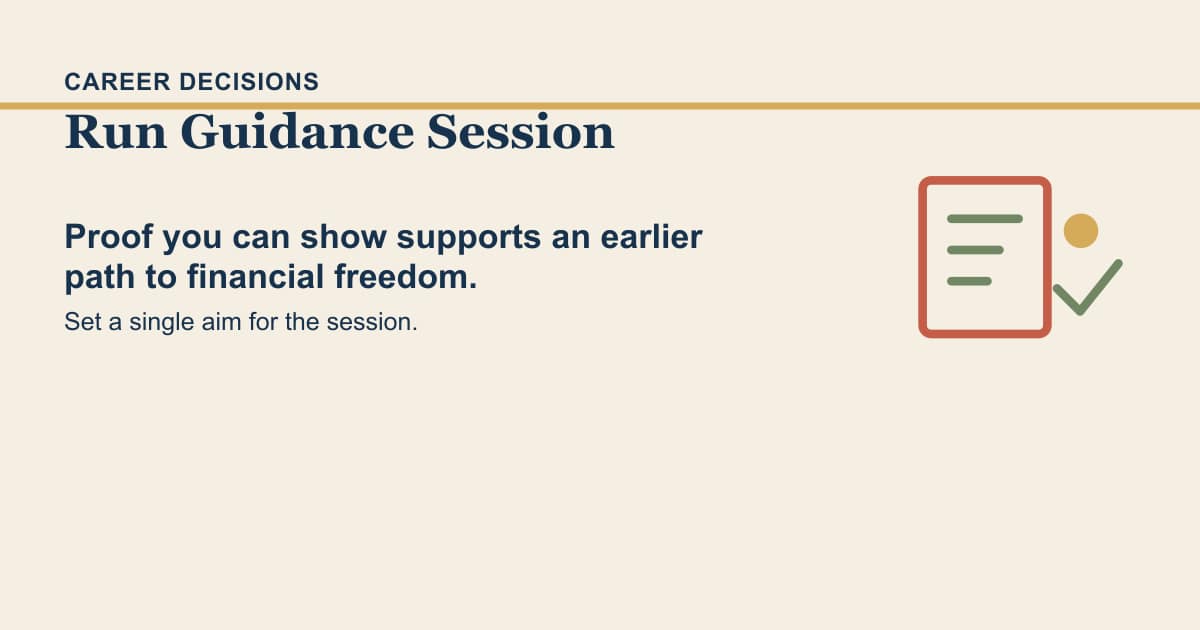 CAREER DECISIONS
Run Guidance Session
Proof you can show supports an earlier
path to financial freedom.
Set a single aim for the session.